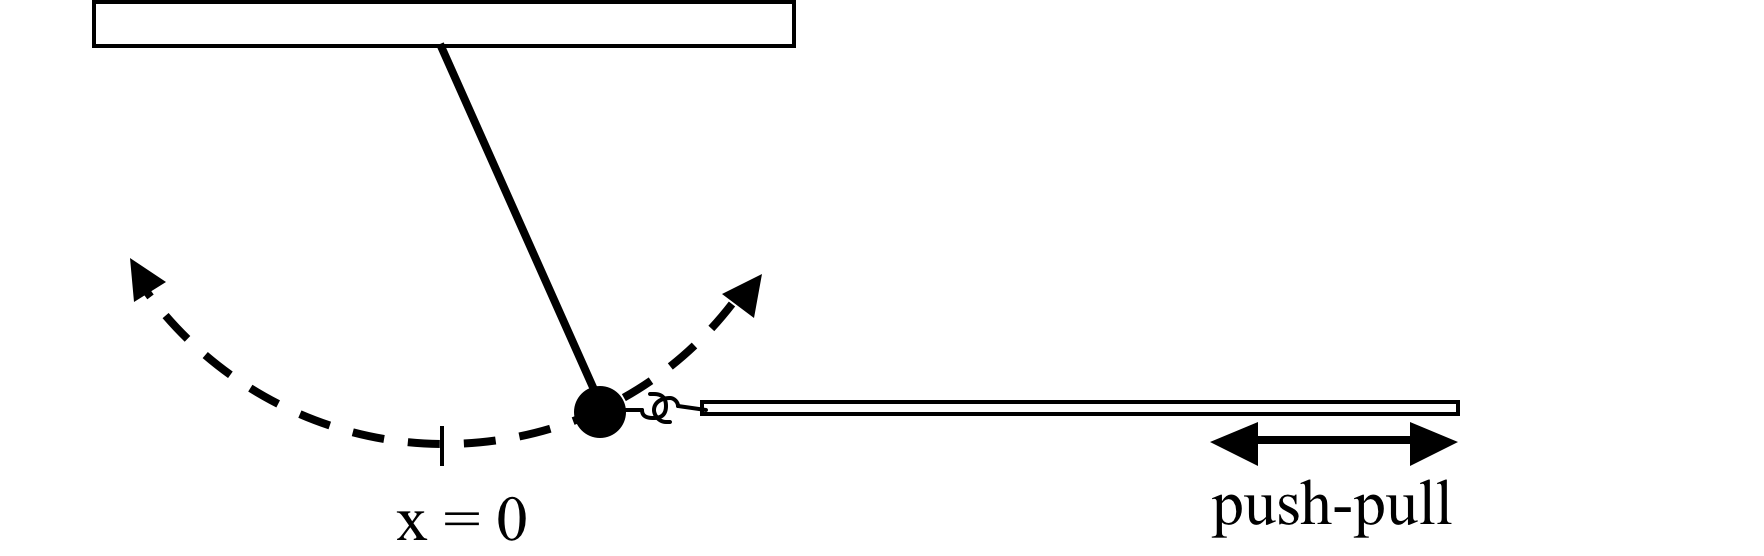 x = 0
push-pull